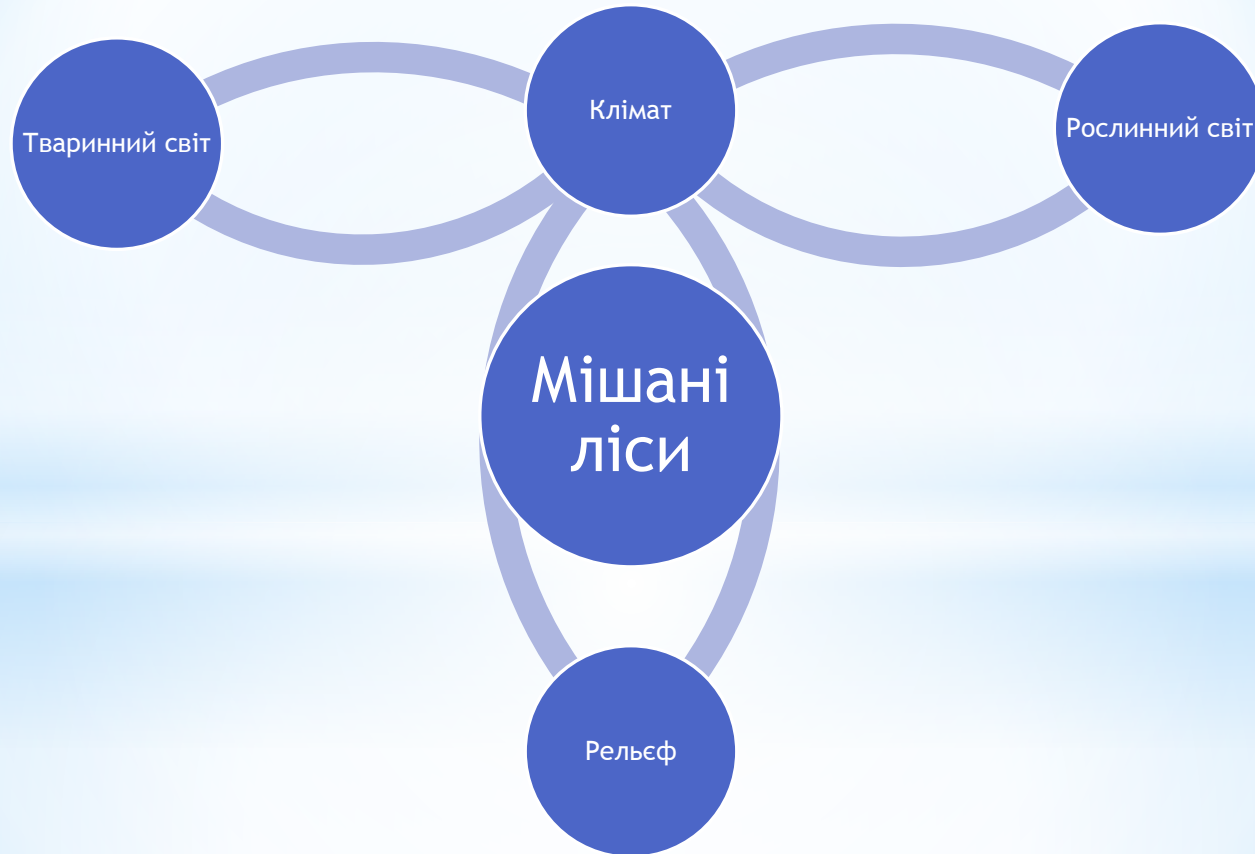 Тваринний світ
Клімат
Рослинний світ
Мішані
ліси
Рельєф